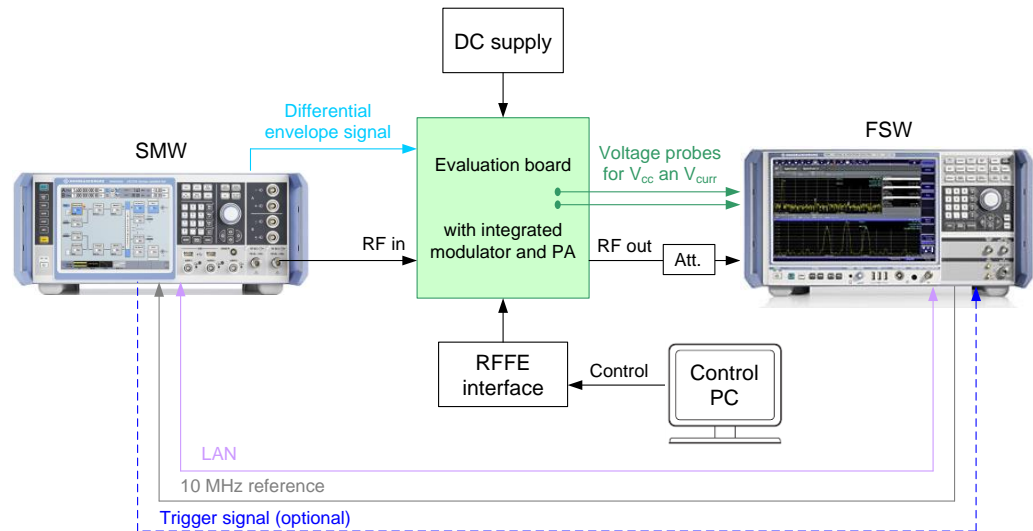 DC supply
Differential
envelope signal
SMW
FSW
Evaluation board
with integrated
modulator and PA
Voltage probes
for Vcc an Vcurr
RF in
RF out
Att.
RFFE
interface
Control
Control
PC
LAN
10 MHz reference
Trigger signal (optional)